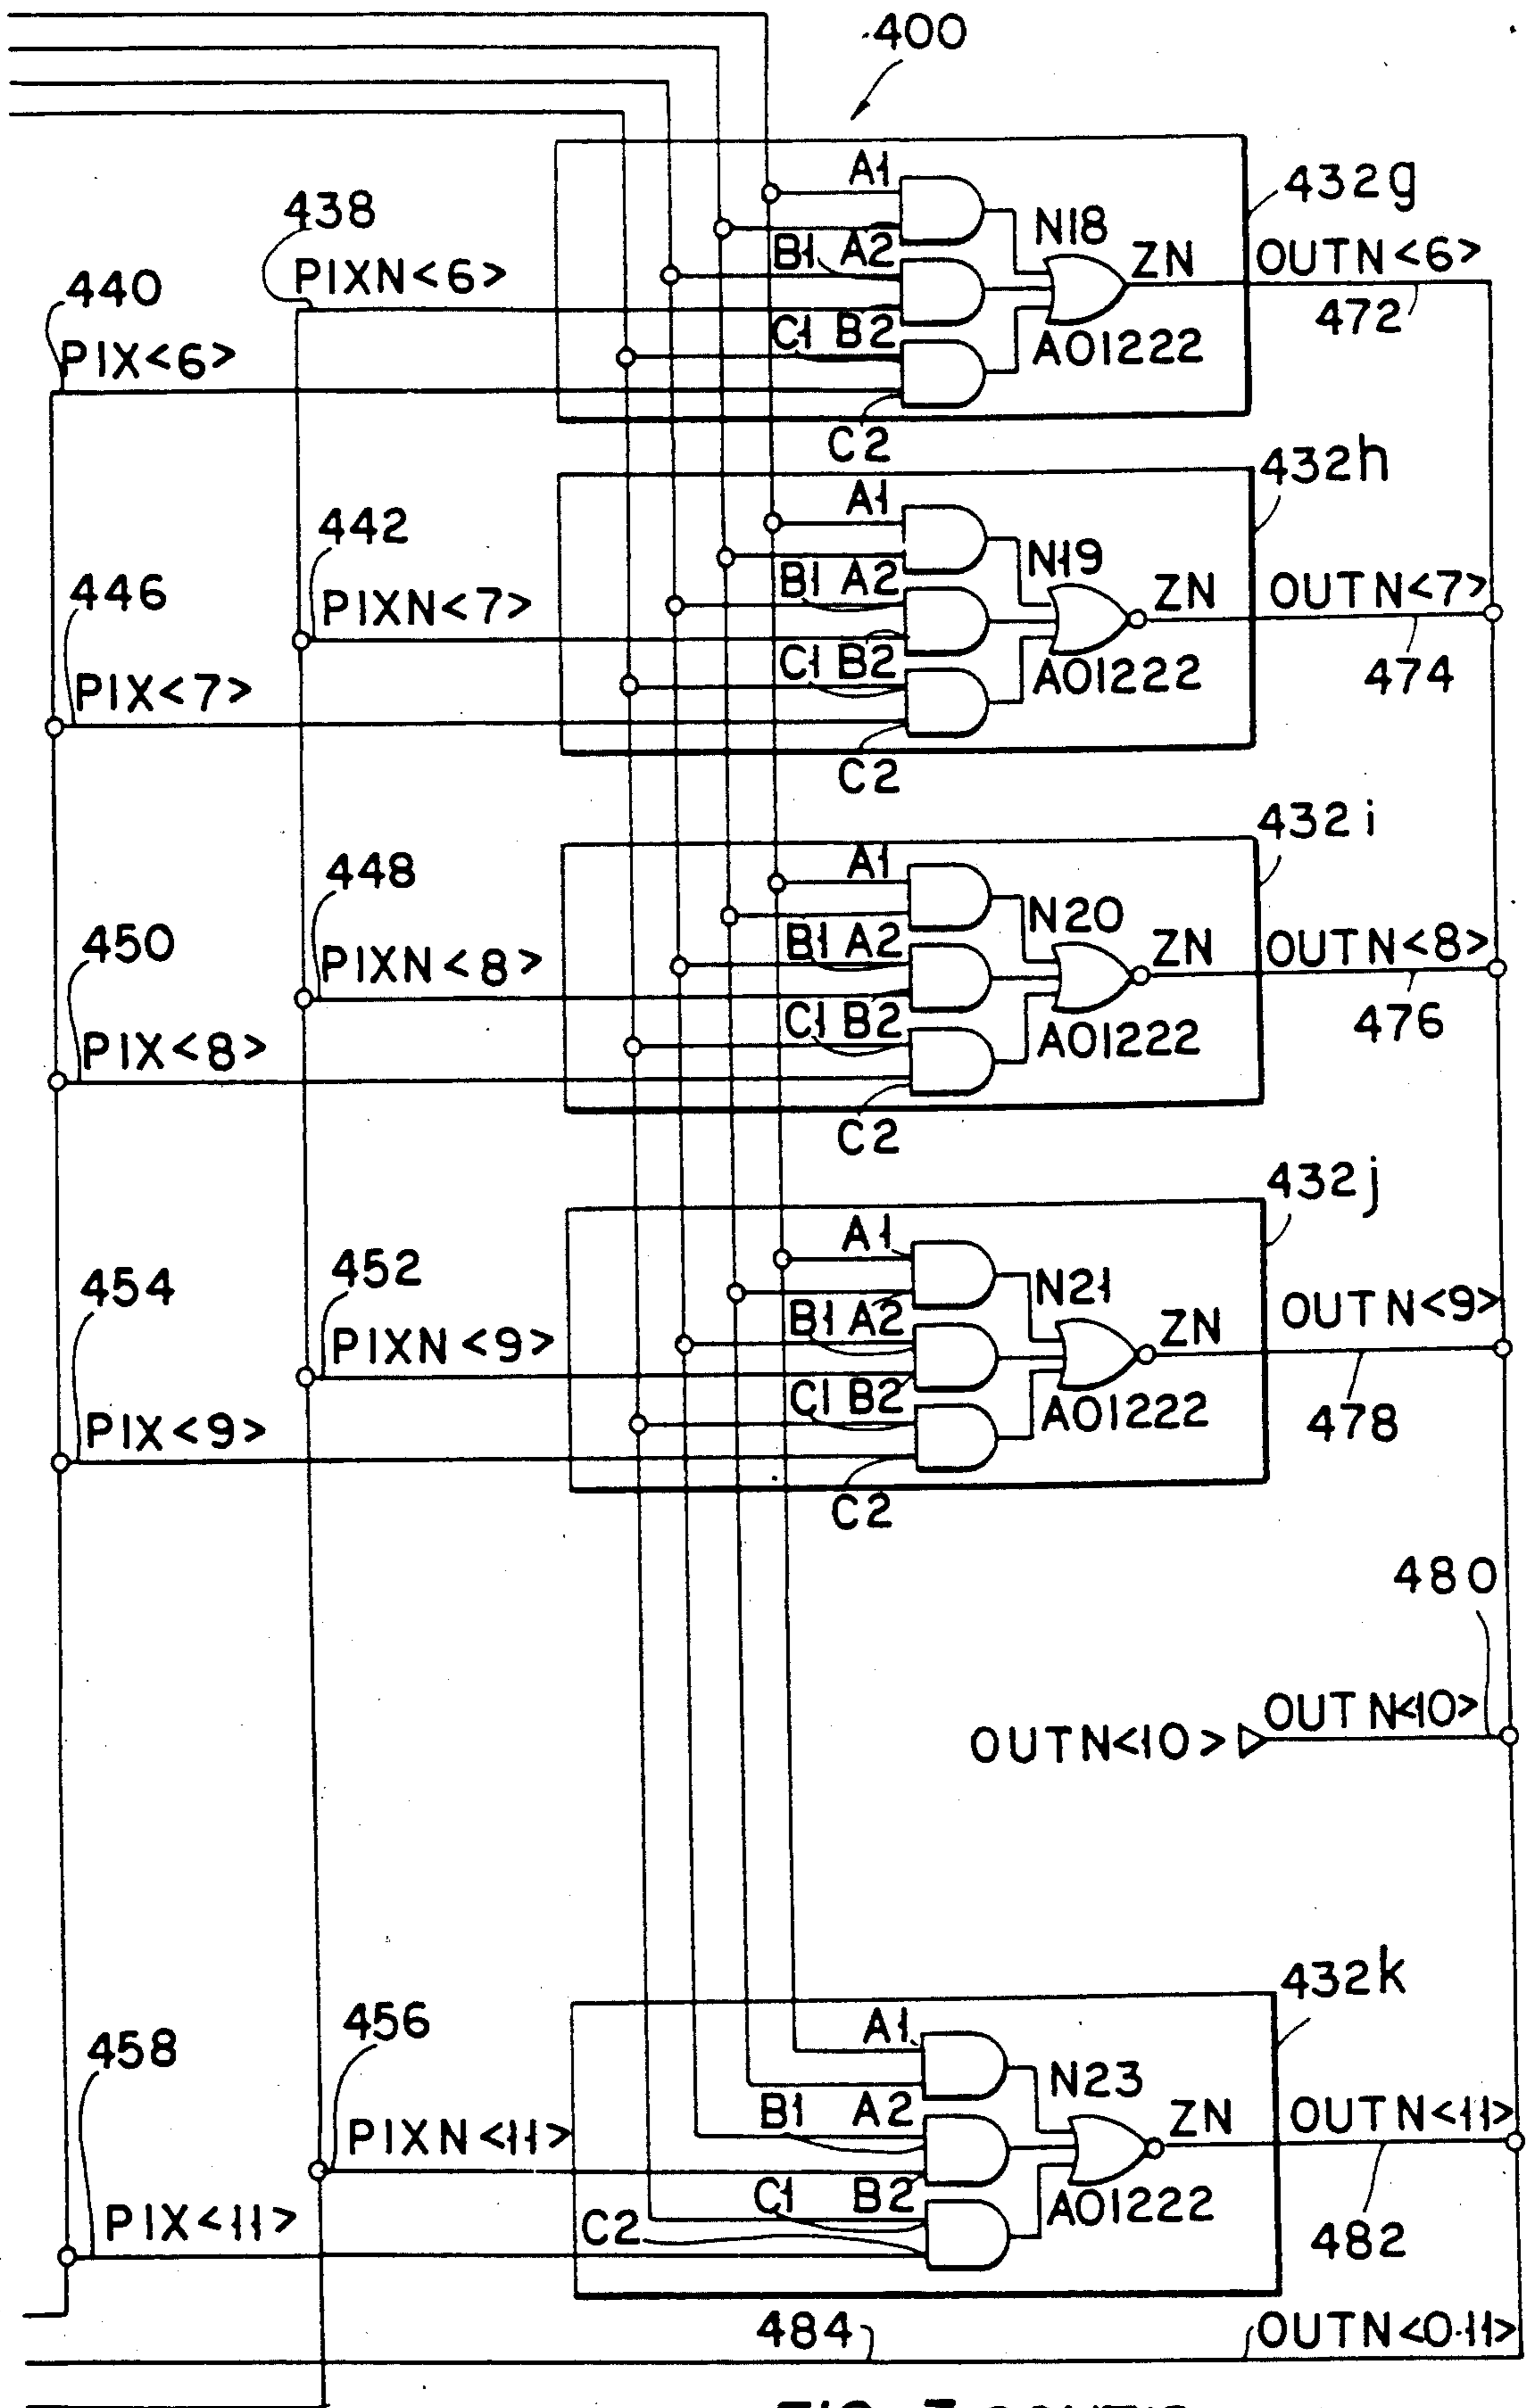 400
432g
438
A1
N18
ZN
OUTN<6>
PIXN<6>
B1 A2
440
472
C1 B2
A01222
PIX<6>
C2
432h
A1
442
N19
ZN
OUTN<7>
446
PIXN<7>
B1 A2
C1 B2
A01222
474
PIX<7>
C2
432i
A1
448
N20
450
PIXN<8>
B1 A2
ZN
OUTN<8>
PIX<8>
C1 B2
A01222
476
C2
432j
A1
452
454
N21
OUTN<9>
PIXN<9>
B1 A2
ZN
C1 B2
A01222
478
PIX<9>
C2
480
OUTN<10>
OUTN<10>
432k
456
A1
458
N23
B1 A2
ZN
OUTN<11>
PIXN<11>
C1 B2
A01222
PIX<11>
C2
482
484
OUTN<0-11>